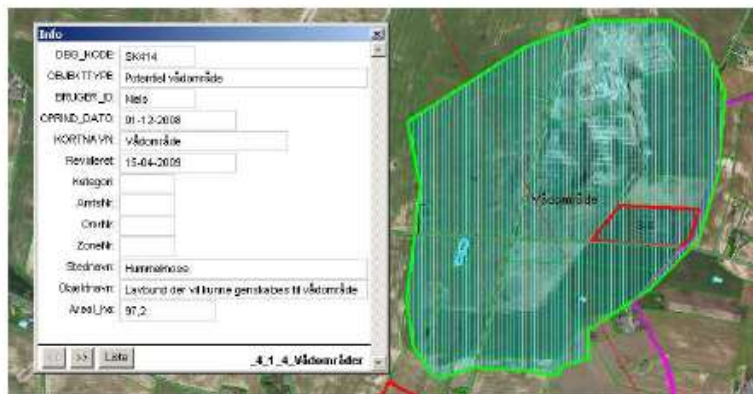 Info
DBG_KODE: SK414
OBJEKTTYPE: Potentiel vådområde
BRUGER_ID: Niels
OPRIND_DATO: 01-12-2008
KORTNAVN: Vådområde
Revideret: 15-04-2009
Kategori:
AmtsNr:
OmrNr:
ZoneNr:
Stednavn: Hummelmose
Objektnavn: Lavbund der vil kunne genskabes til vådområde
Areal_ha: 97,2
<< >> Liste _4_1_4_Vådområder
Vådområde